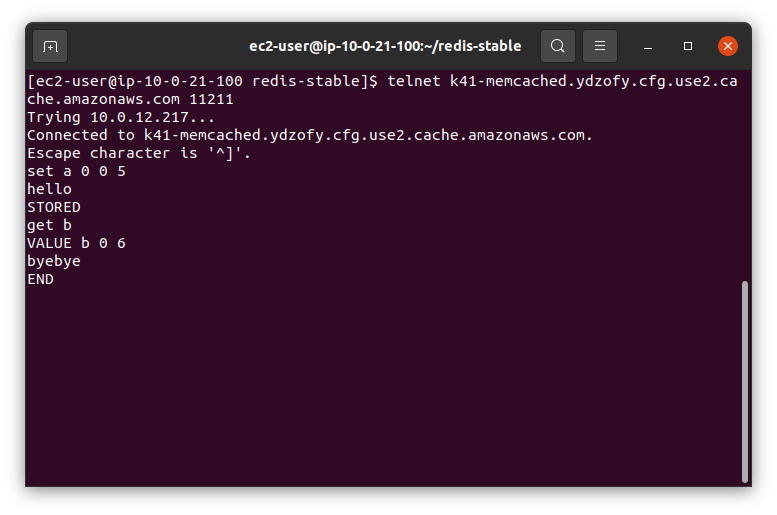 ec2-user@ip-10-0-21-100:~/redis-stable
[ec2-user@ip-10-0-21-100 redis-stable]$ telnet k41-memcached.ydzofy.cfg.use2.ca
che.amazonaws.com 11211
Trying 10.0.12.217...
Connected to k41-memcached.ydzofy.cfg.use2.cache.amazonaws.com.
Escape character is '^]'.
set a 0 0 5
hello
STORED
get b
VALUE b 0 6
byebye
END